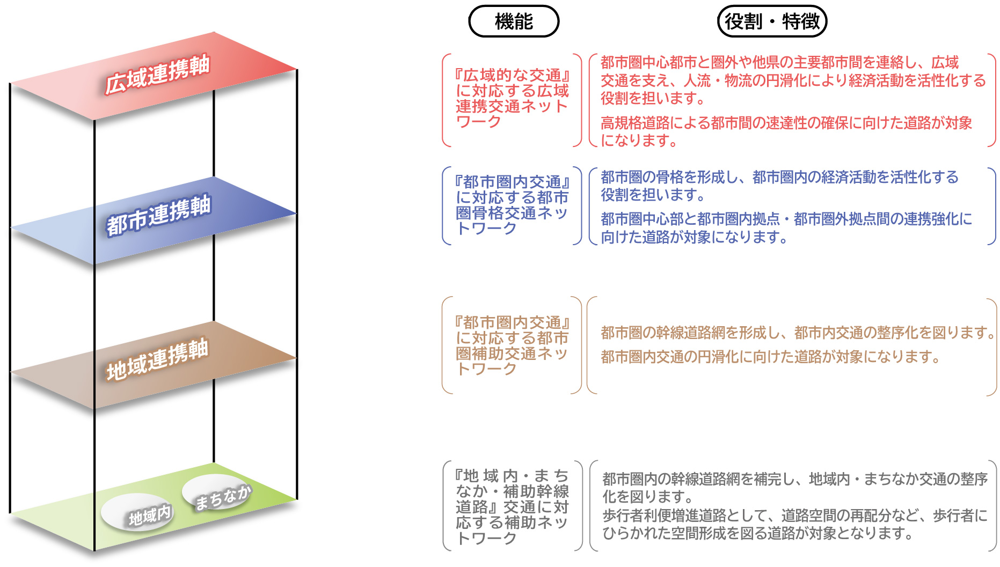 機能
役割・特徴
広域連携軸
『広域的な交通』
に対応する広域
連携交通ネット
ワーク
都市圏中心都市と圏外や他県の主要都市間を連絡し、広域
交通を支え、人流・物流の円滑化により経済活動を活性化する
役割を担います。
高規格道路による都市間の速達性の確保に向けた道路が対象
になります。
都市連携軸
『都市圏内交通』
に対応する都市
圏骨格交通ネッ
トワーク
都市圏の骨格を形成し、都市圏内の経済活動を活性化する
役割を担います。
都市圏中心部と都市圏内拠点・都市圏外拠点間の連携強化に
向けた道路が対象になります。
地域連携軸
『都市圏内交通』
に対応する都市
圏補助交通ネッ
トワーク
都市圏の幹線道路網を形成し、都市内交通の整序化を図ります。
都市圏内交通の円滑化に向けた道路が対象になります。
まちなか
地域内
『地域内・まち
なか・補助幹線
道路』交通に対
応する補助ネッ
トワーク
都市圏内の幹線道路網を補完し、地域内・まちなか交通の整序
化を図ります。
歩行者利便増進道路として、道路空間の再配分など、歩行者に
ひらかれた空間形成を図る道路が対象となります。